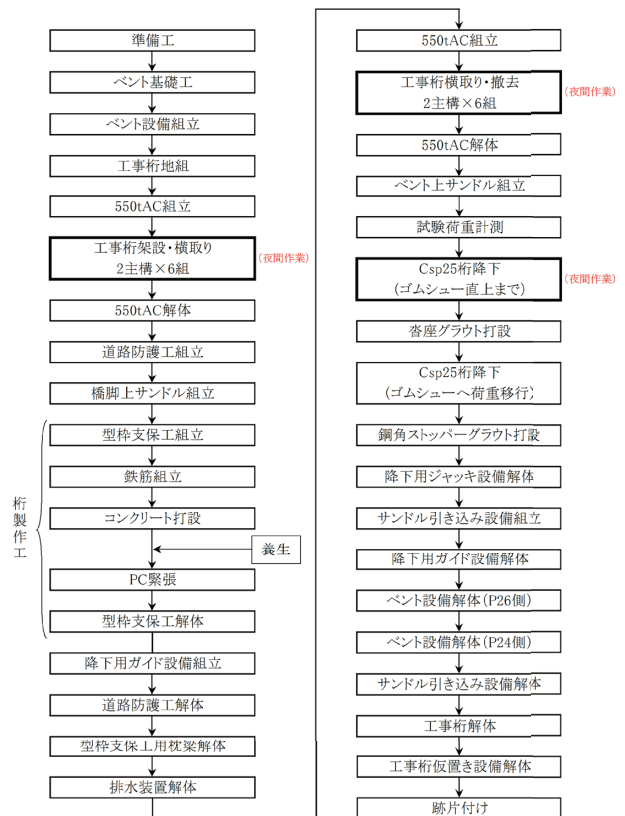 準備工
ベント基礎工
ベント設備組立
工事桁地組
550tAC組立
工事桁架設・横取り
2主構×6組
(夜間作業)
550tAC解体
道路防護工組立
橋脚上サンドル組立
桁製作工
型枠支保工組立
鉄筋組立
コンクリート打設
養生
PC緊張
型枠支保工解体
降下用ガイド設備組立
道路防護工解体
型枠支保工用枕梁解体
排水装置解体
550tAC組立
工事桁横取り・撤去
2主構×6組
(夜間作業)
550tAC解体
ベント上サンドル組立
試験荷重計測
Csp25桁降下
(ゴムシュー直上まで)
(夜間作業)
沓座グラウト打設
Csp25桁降下
(ゴムシューへ荷重移行)
鋼角ストッパーグラウト打設
降下用ジャッキ設備解体
サンドル引き込み設備組立
降下用ガイド設備解体
ベント設備解体(P26側)
ベント設備解体(P24側)
サンドル引き込み設備解体
工事桁解体
工事桁仮置き設備解体
跡片付け